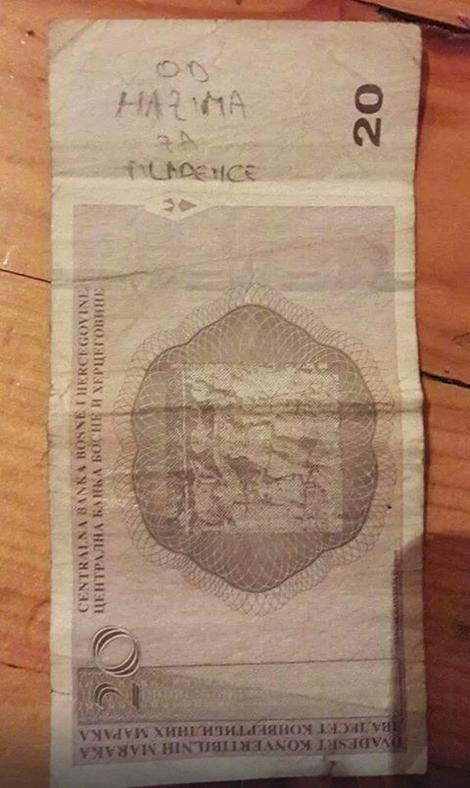 OD
HAZIMA
ZA
MLADENCE
20
CENTRALNA BANKA BOSNE I HERCEGOVINE
ЦЕНТРАЛНА БАНКА БОСНЕ И ХЕРЦЕГОВИНЕ
20
DVADESET KONVERTIBILNIH MARAKA
ДВАДЕСЕТ КОНВЕРТИБИЛНИХ МАРАКА